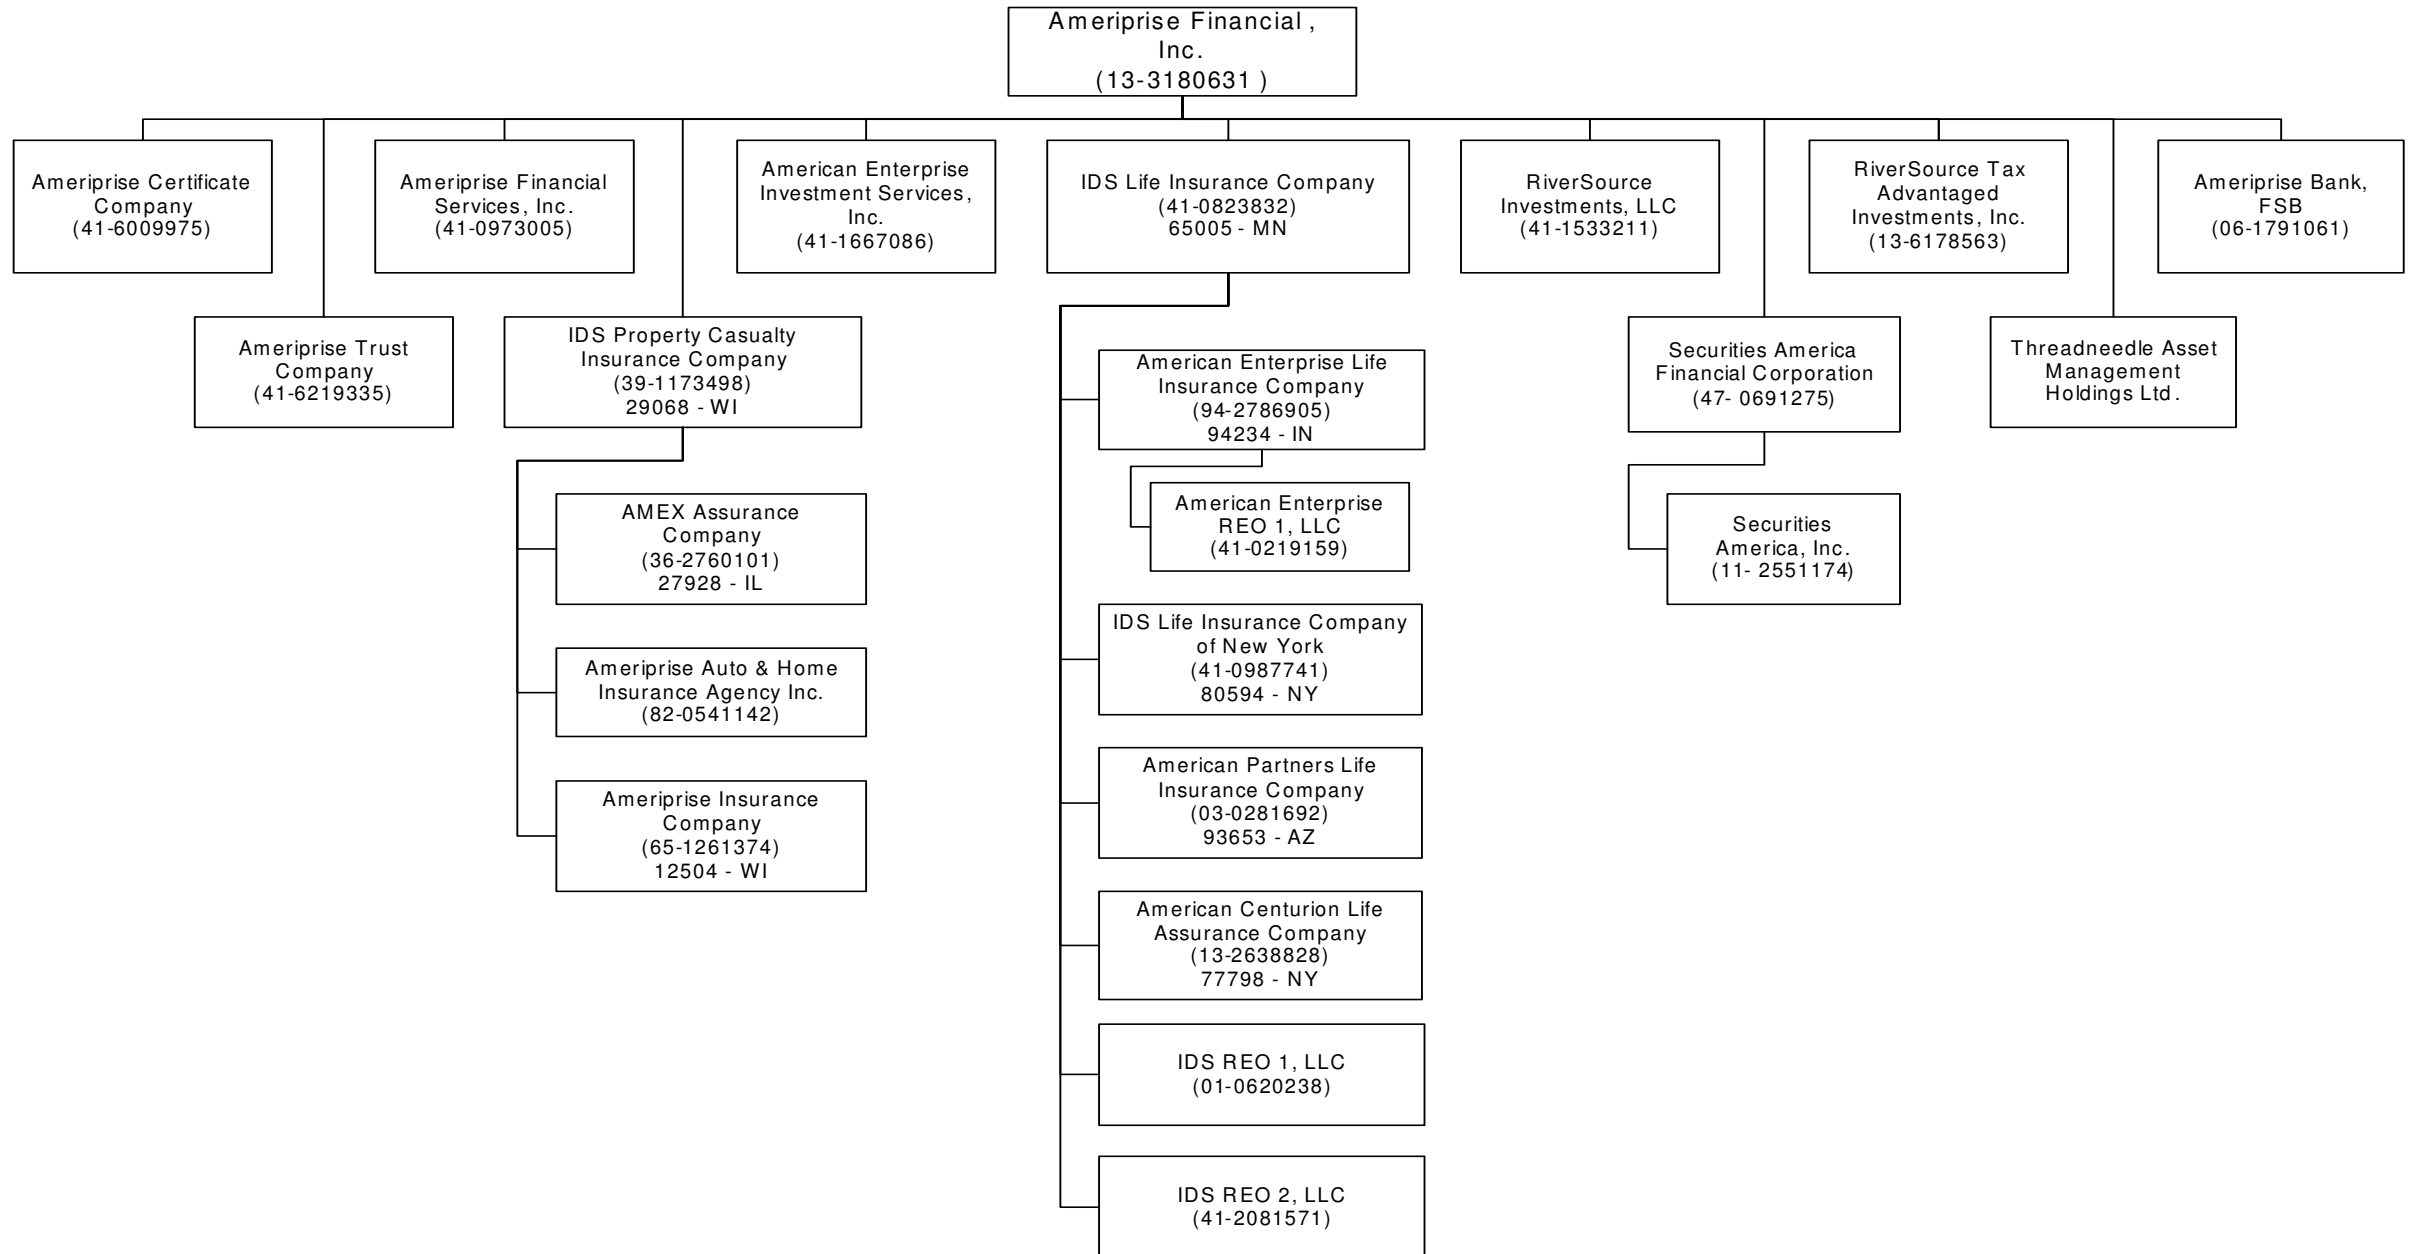 Ameriprise Financial,
Inc.
(13-3180631 )
Ameriprise Certificate
Company
(41-6009975)
Ameriprise Financial
Services, Inc.
(41-0973005)
American Enterprise
Investment Services,
Inc.
(41-1667086)
IDS Life Insurance Company
(41-0823832)
65005 - MN
RiverSource
Investments, LLC
(41-1533211)
RiverSource Tax
Advantaged
Investments, Inc.
(13-6178563)
Ameriprise Bank,
FSB
(06-1791061)
Ameriprise Trust
Company
(41-6219335)
IDS Property Casualty
Insurance Company
(39-1173498)
29068 - WI
Securities America
Financial Corporation
(47- 0691275)
Threadneedle Asset
Management
Holdings Ltd.
AMEX Assurance
Company
(36-2760101)
27928 - IL
Ameriprise Auto & Home
Insurance Agency Inc.
(82-0541142)
Ameriprise Insurance
Company
(65-1261374)
12504 - WI
American Enterprise Life
Insurance Company
(94-2786905)
94234 - IN
American Enterprise
REO 1, LLC
(41-0219159)
IDS Life Insurance Company
of New York
(41-0987741)
80594 - NY
American Partners Life
Insurance Company
(03-0281692)
93653 - AZ
American Centurion Life
Assurance Company
(13-2638828)
77798 - NY
IDS REO 1, LLC
(01-0620238)
IDS REO 2, LLC
(41-2081571)
Securities
America, Inc.
(11- 2551174)